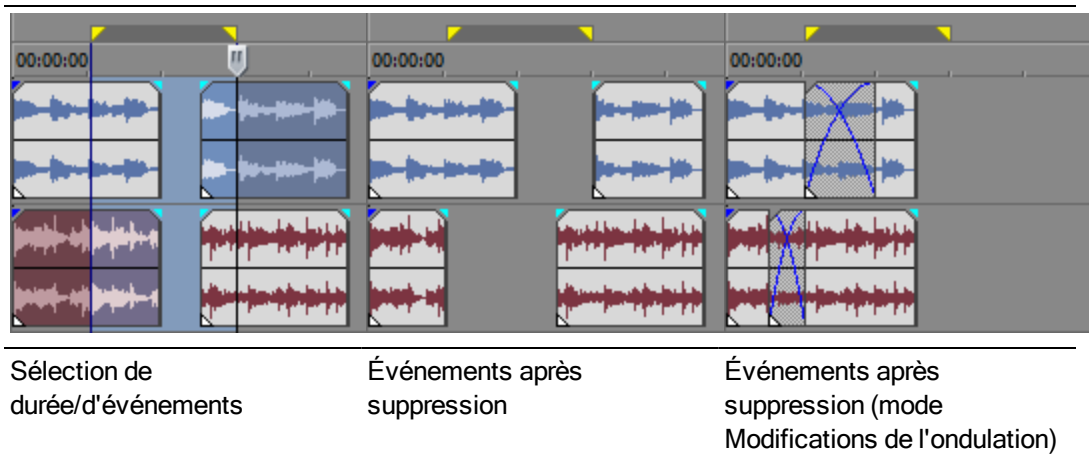 00:00:00
00:00:00
00:00:00
Sélection de
durée/d'événements
Événements après
suppression
Événements après
suppression (mode
Modifications de l'ondulation)